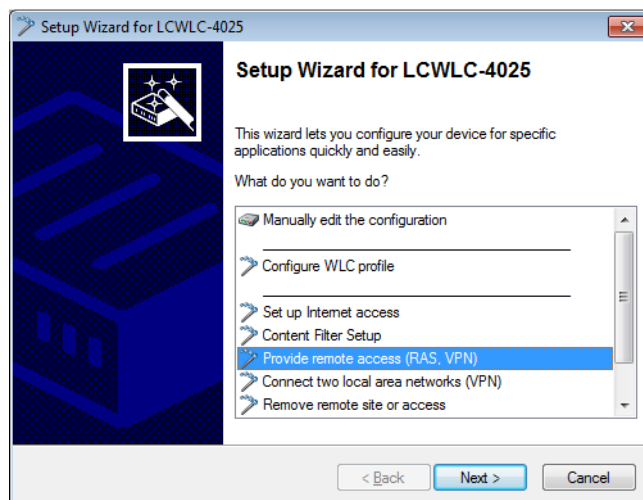 Setup Wizard for LCWLC-4025
Setup Wizard for LCWLC-4025
This wizard lets you configure your device for specific
applications quickly and easily.
What do you want to do?
Manually edit the configuration
Configure WLC profile
Set up Internet access
Content Filter Setup
Provide remote access (RAS, VPN)
Connect two local area networks (VPN)
Remove remote site or access
< Back
Next >
Cancel